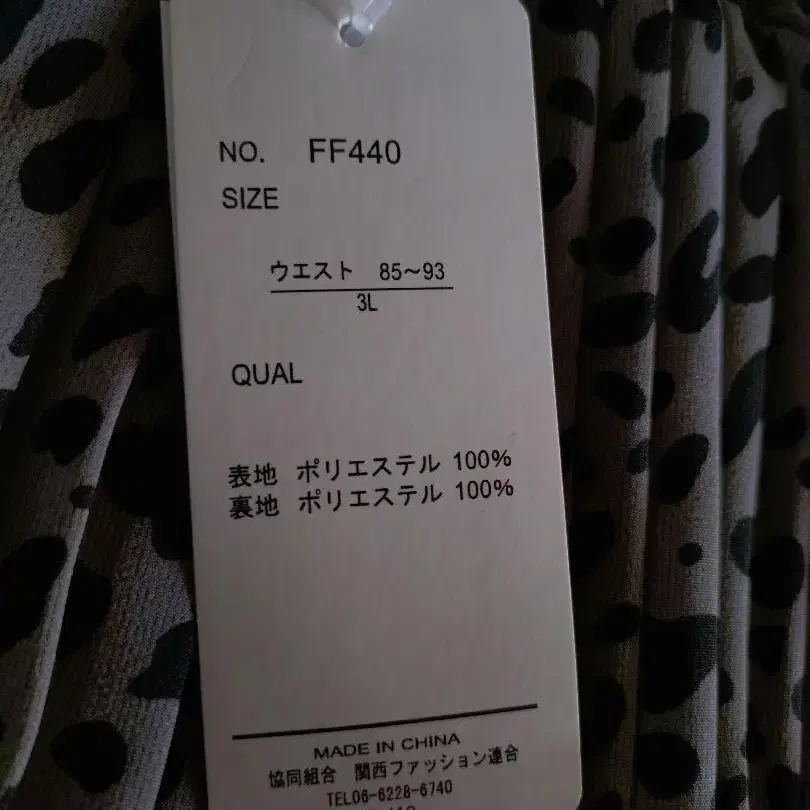 NO. FF440
SIZE
ウエスト 85～93
3L
QUAL
表地 ポリエステル 100%
裏地 ポリエステル 100%
MADE IN CHINA
協同組合 関西ファッション連合
TEL06-6228-6740